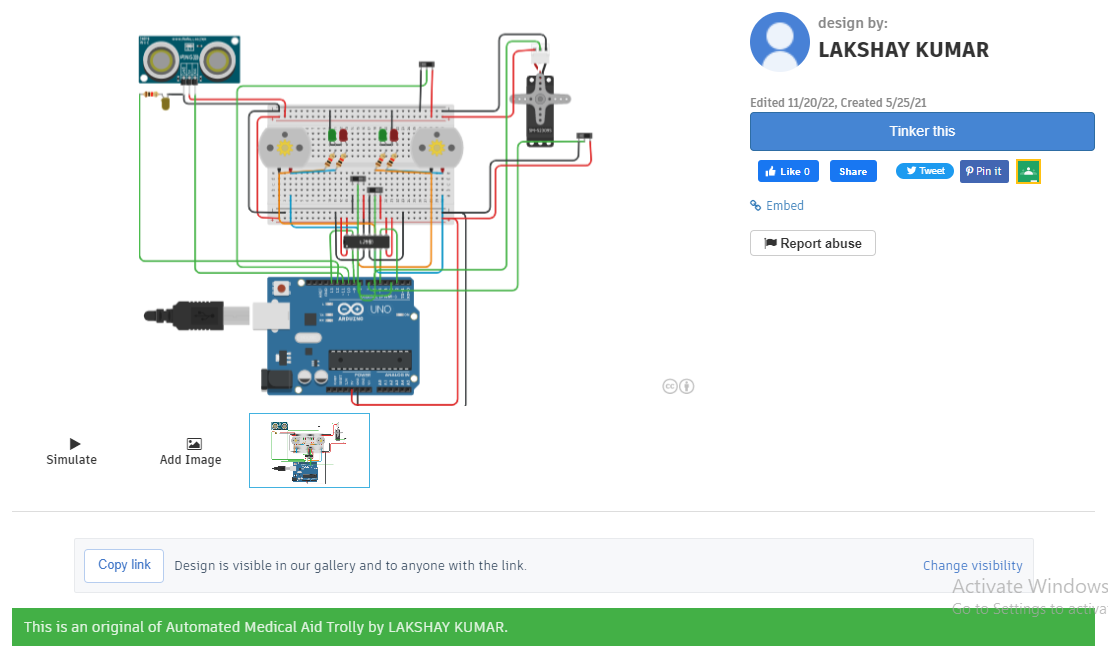 design by:
LAKSHAY KUMAR
Edited 11/20/22, Created 5/25/21
Tinker this
Like 0
Share
Tweet
Pin it
Embed
Report abuse
UNO
ARDUINO
Simulate
Add Image
Copy link
Design is visible in our gallery and to anyone with the link.
Change visibility
Activate Windows
Go to Settings to activa
This is an original of Automated Medical Aid Trolly by LAKSHAY KUMAR.